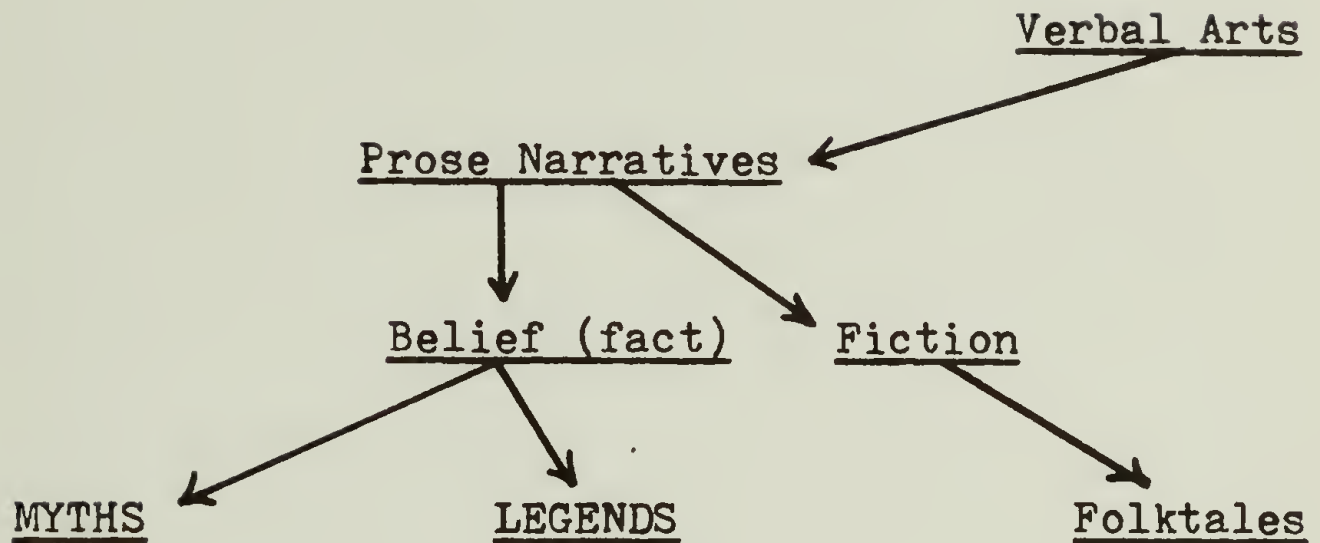 Verbal Arts
Prose Narratives
Belief (fact) Fiction
MYTHS LEGENDS Folktales